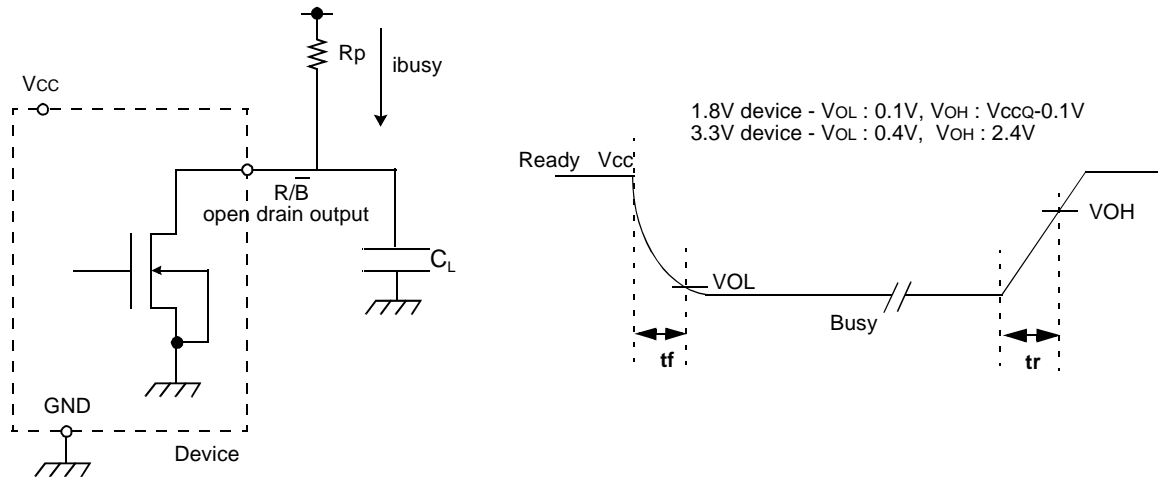 Rp
ibusy
VCC
R/B̅
open drain output
CL
GND
Device
1.8V device - VOL : 0.1V, VOH : VccQ-0.1V
3.3V device - VOL : 0.4V, VOH : 2.4V
Ready Vcc
VOH
VOL
Busy
tf
tr